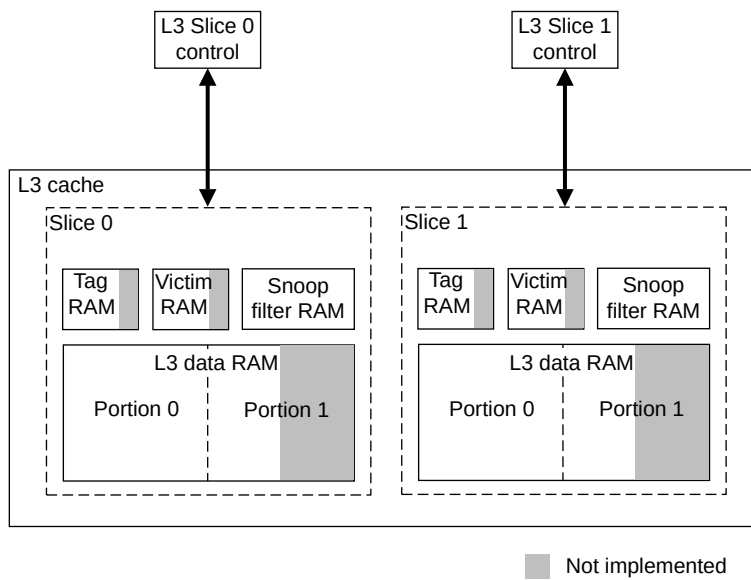 L3 Slice 0
control
L3 Slice 1
control
L3 cache
Slice 0
Tag
RAM
Victim
RAM
Snoop
filter RAM
L3 data RAM
Portion 0
Portion 1
Slice 1
Tag
RAM
Victim
RAM
Snoop
filter RAM
L3 data RAM
Portion 0
Portion 1
Not implemented